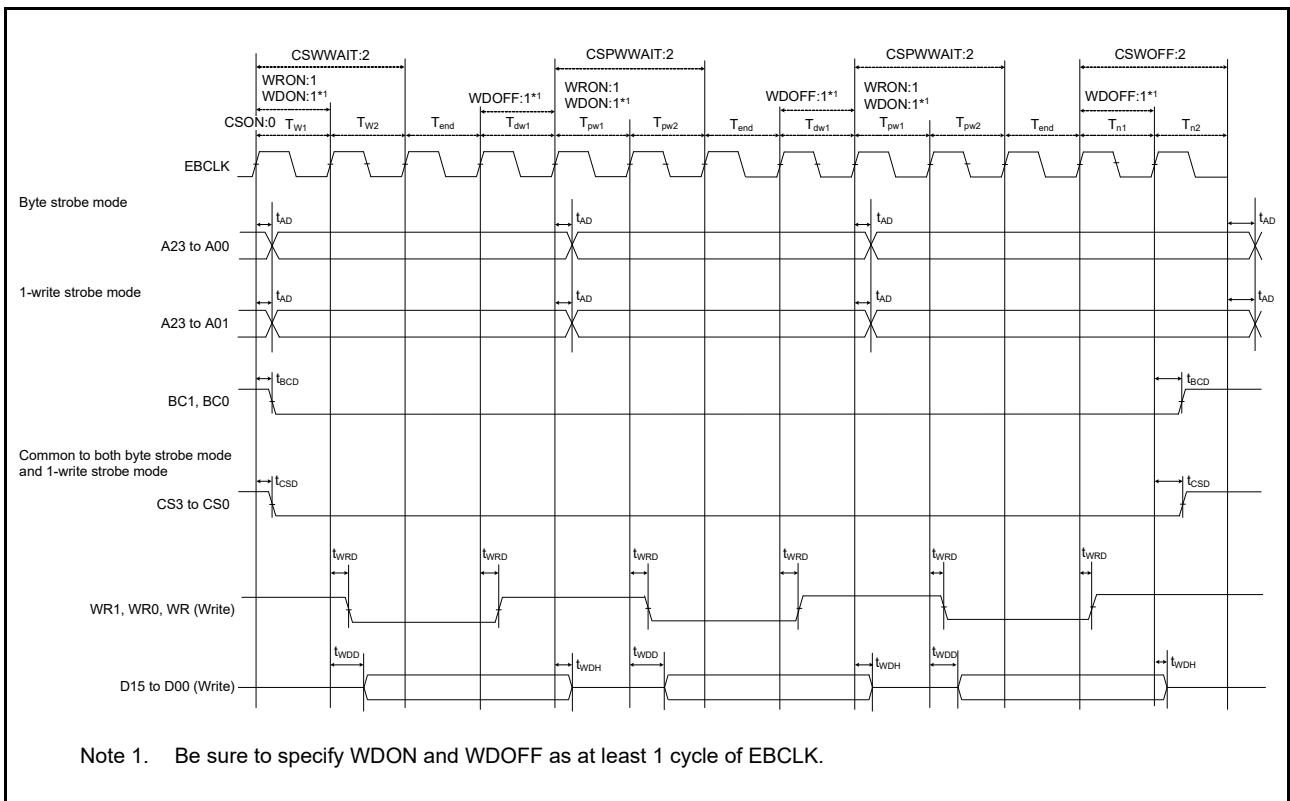 CSWWAIT:2 CSPWWAIT:2 CSPWWAIT:2 CSWOFF:2
WRON:1 WRON:1 WRON:1
WDON:1*1 WDOFF:1*1 WDON:1*1 WDOFF:1*1 WDON:1*1 WDOFF:1*1
CSON:0 TW1 TW2 Tend Tdw1 Tpw1 Tpw2 Tend Tdw1 Tpw1 Tpw2 Tend Tn1 Tn2
EBCLK
Byte strobe mode
tAD tAD tAD tAD
A23 to A00
1-write strobe mode
tAD tAD tAD tAD
A23 to A01
tBCD tBCD
BC1, BC0
Common to both byte strobe mode
and 1-write strobe mode
tCSD tCSD
CS3 to CS0
tWRD tWRD tWRD tWRD tWRD tWRD
WR1, WR0, WR (Write)
tWDD tWDH tWDD tWDH tWDD tWDH
D15 to D00 (Write)
Note 1. Be sure to specify WDON and WDOFF as at least 1 cycle of EBCLK.